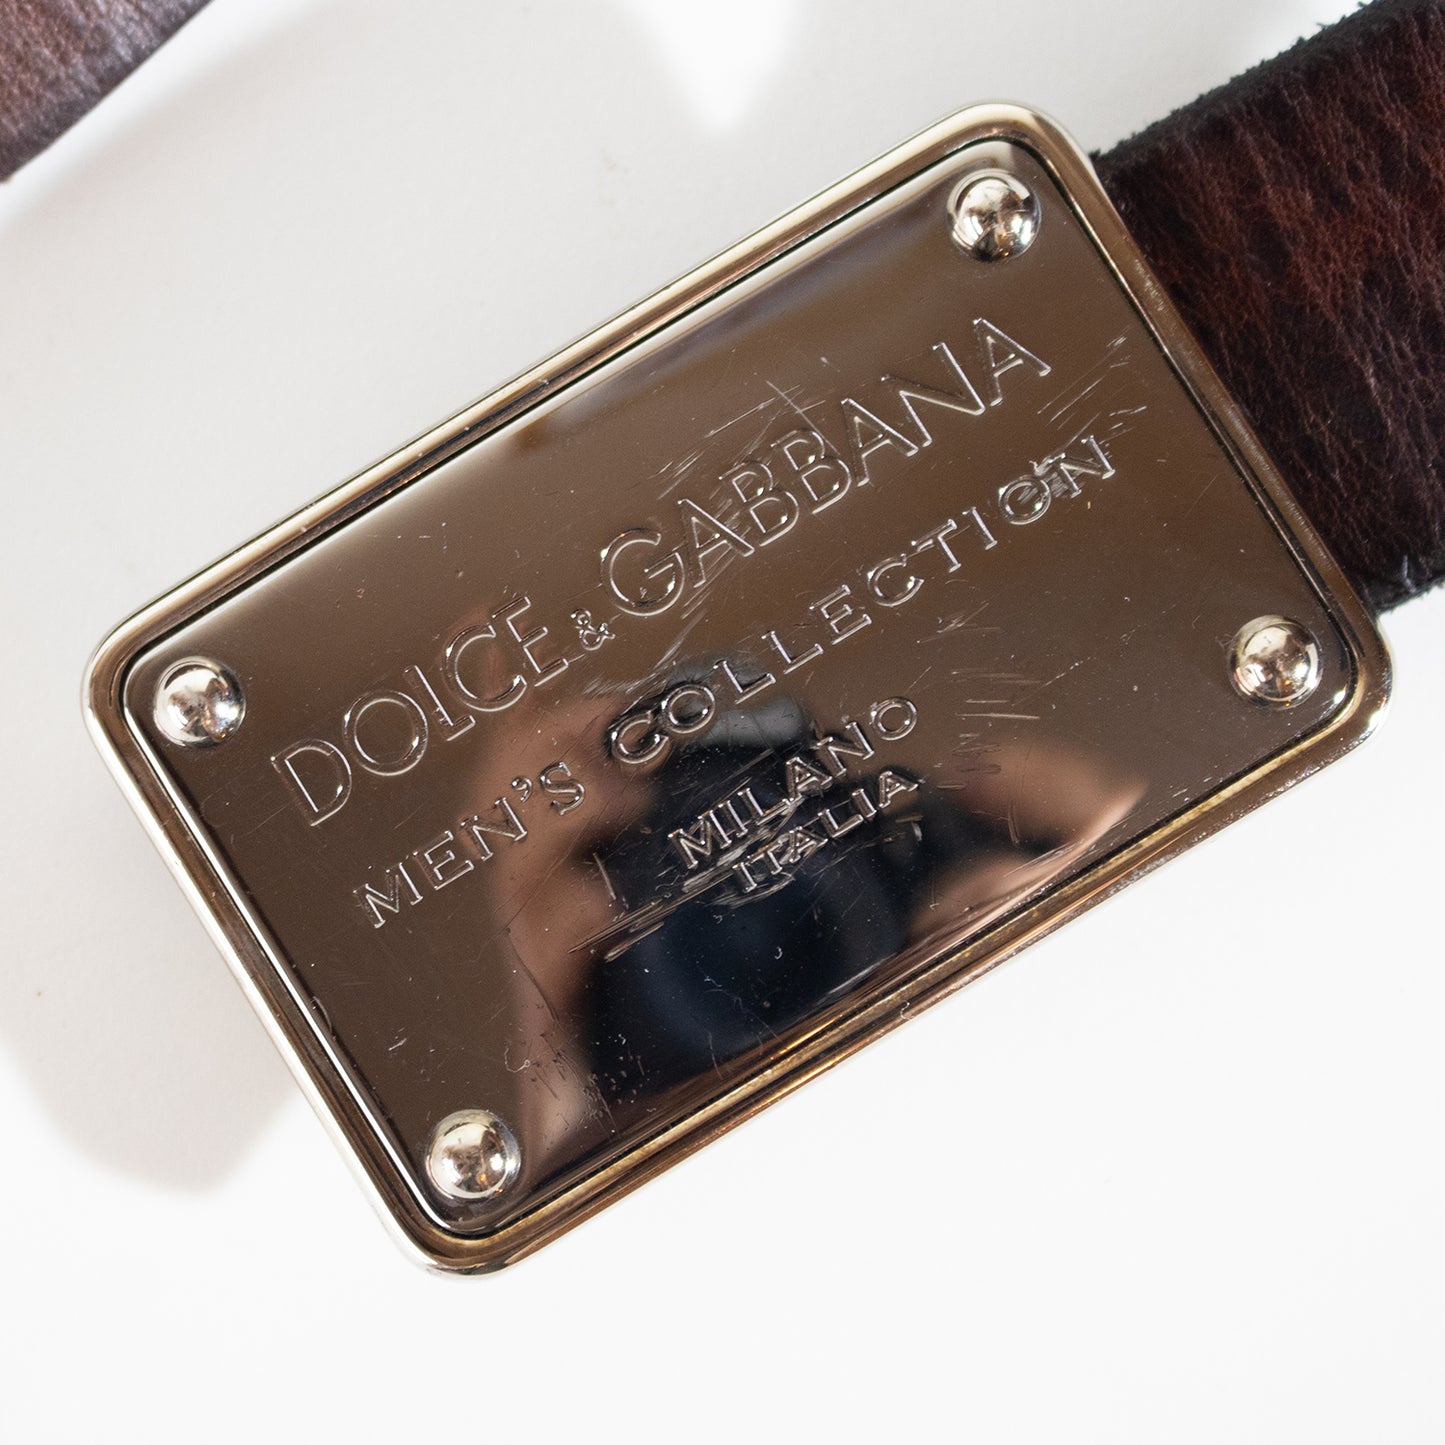 DOLCE & GABBANA
MEN'S COLLECTION
MILANO
ITALIA